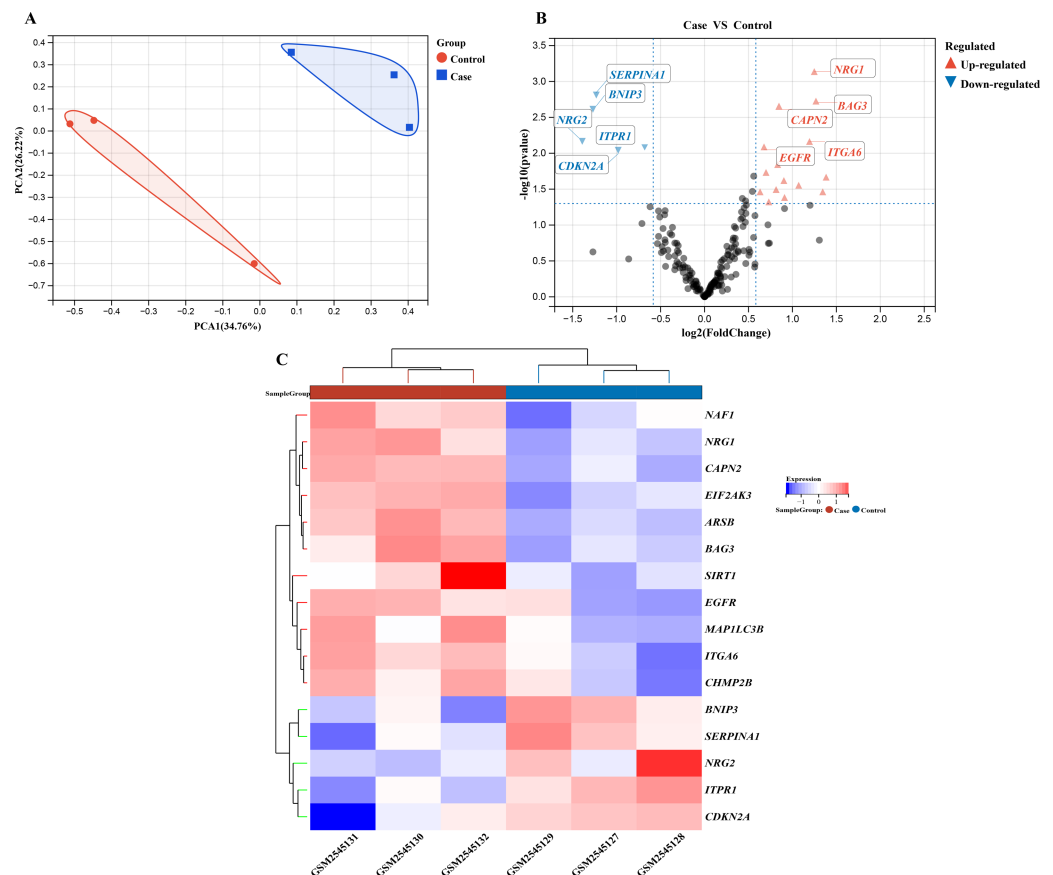 A
0.4
0.3
0.2
0.1
0.0
−0.1
−0.2
−0.3
−0.4
−0.5
−0.6
−0.7
PCA2(26.22%)
−0.5 −0.4 −0.3 −0.2 −0.1 0.0 0.1 0.2 0.3 0.4
PCA1(34.76%)
Group
Control
Case
B
Case VS Control
3.5
3.0
2.5
2.0
1.5
1.0
0.5
0.0
-log10(pvalue)
SERPINA1
BNIP3
NRG2
ITPR1
CDKN2A
NRG1
BAG3
CAPN2
EGFR
ITGA6
−1.5 −1.0 −0.5 0.0 0.5 1.0 1.5 2.0 2.5
log2(FoldChange)
Regulated
Up-regulated
Down-regulated
C
SampleGroup
NAF1
NRG1
CAPN2
EIF2AK3
ARSB
BAG3
SIRT1
EGFR
MAP1LC3B
ITGA6
CHMP2B
BNIP3
SERPINA1
NRG2
ITPR1
CDKN2A
GSM2545131 GSM2545130 GSM2545132 GSM2545129 GSM2545127 GSM2545128
Expression
−1 0 1
SampleGroup: Case Control